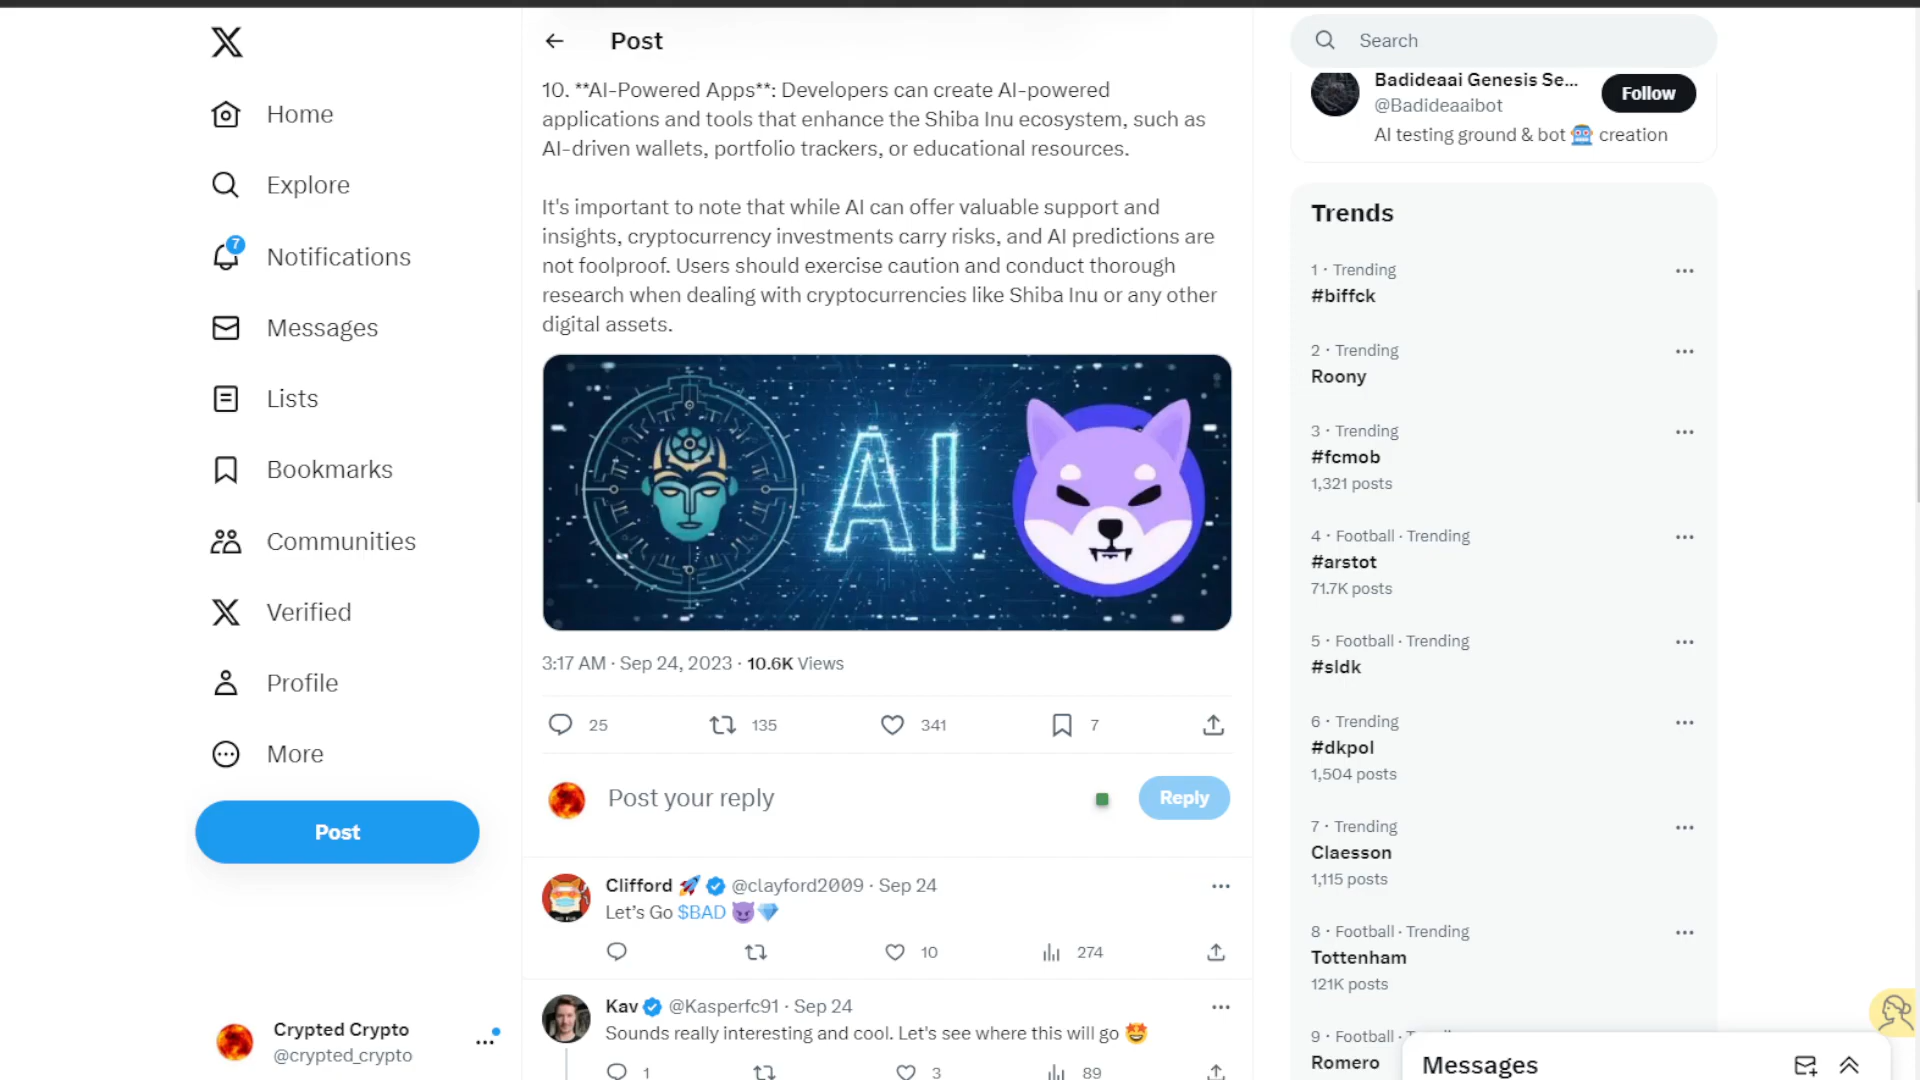 Home
Explore
7
Notifications
Messages
Lists
Bookmarks
Communities
Verified
Profile
More
Post
Crypted Crypto
@crypted_crypto
Post
10. **AI-Powered Apps**: Developers can create AI-powered
applications and tools that enhance the Shiba Inu ecosystem, such as
AI-driven wallets, portfolio trackers, or educational resources.
It's important to note that while AI can offer valuable support and
insights, cryptocurrency investments carry risks, and AI predictions are
not foolproof. Users should exercise caution and conduct thorough
research when dealing with cryptocurrencies like Shiba Inu or any other
digital assets.
AI
3:17 AM · Sep 24, 2023 · 10.6K Views
25 135 341 7
Post your reply
Reply
Clifford 🚀 @clayford2009 · Sep 24
Let’s Go $BAD 😈💎
10 274
Kav @Kasperfc91 · Sep 24
Sounds really interesting and cool. Let's see where this will go 🤩
1 3 89
Search
Badideaai Genesis Se...
@Badideaaibot
Follow
AI testing ground & bot 🤖 creation
Trends
1 · Trending
#biffck
2 · Trending
Roony
3 · Trending
#fcmob
1,321 posts
4 · Football · Trending
#arstot
71.7K posts
5 · Football · Trending
#sldk
6 · Trending
#dkpol
1,504 posts
7 · Trending
Claesson
1,115 posts
8 · Football · Trending
Tottenham
121K posts
9 · Football ·
Romero
Messages